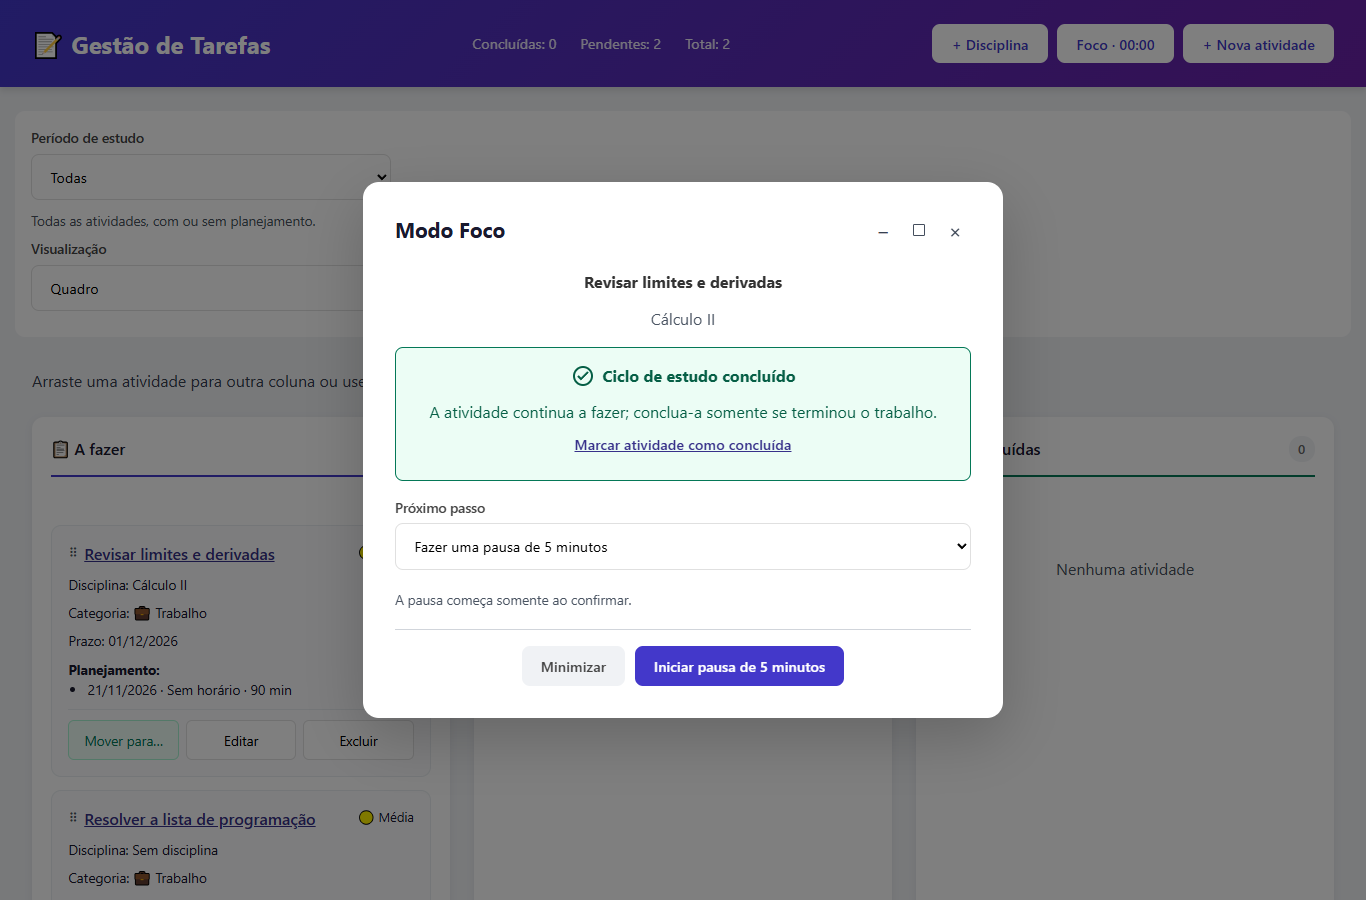 Gestão de Tarefas
Concluídas: 0 Pendentes: 2 Total: 2
+ Disciplina
Foco · 00:00
+ Nova atividade
Período de estudo
Todas
Todas as atividades, com ou sem planejamento.
Visualização
Quadro
Arraste uma atividade para outra coluna ou use
A fazer
Revisar limites e derivadas
Disciplina: Cálculo II
Categoria: Trabalho
Prazo: 01/12/2026
Planejamento:
• 21/11/2026 · Sem horário · 90 min
Mover para...
Editar
Excluir
Resolver a lista de programação
Média
Disciplina: Sem disciplina
Categoria: Trabalho
Modo Foco
Revisar limites e derivadas
Cálculo II
Ciclo de estudo concluído
A atividade continua a fazer; conclua-a somente se terminou o trabalho.
Marcar atividade como concluída
Próximo passo
Fazer uma pausa de 5 minutos
A pausa começa somente ao confirmar.
Minimizar
Iniciar pausa de 5 minutos
uídas
0
Nenhuma atividade